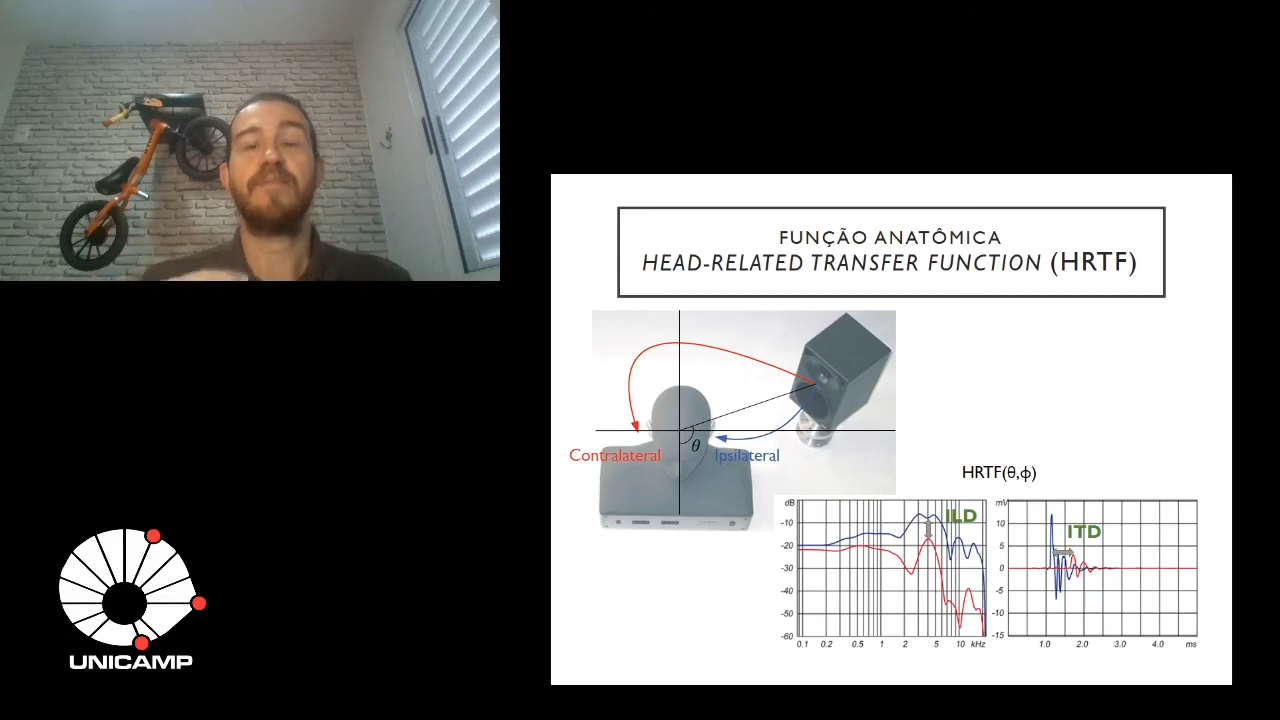 FUNÇÃO ANATÔMICA
HEAD-RELATED TRANSFER FUNCTION (HRTF)
θ
Contralateral
Ipsilateral
HRTF(θ,ϕ)
dB
ILD
-10
-20
-30
-40
-50
-60
0.1 0.2 0.5 1 2 5 10 kHz
mV
ITD
10
5
0
-5
-10
-15
1.0 2.0 3.0 4.0 ms
UNICAMP